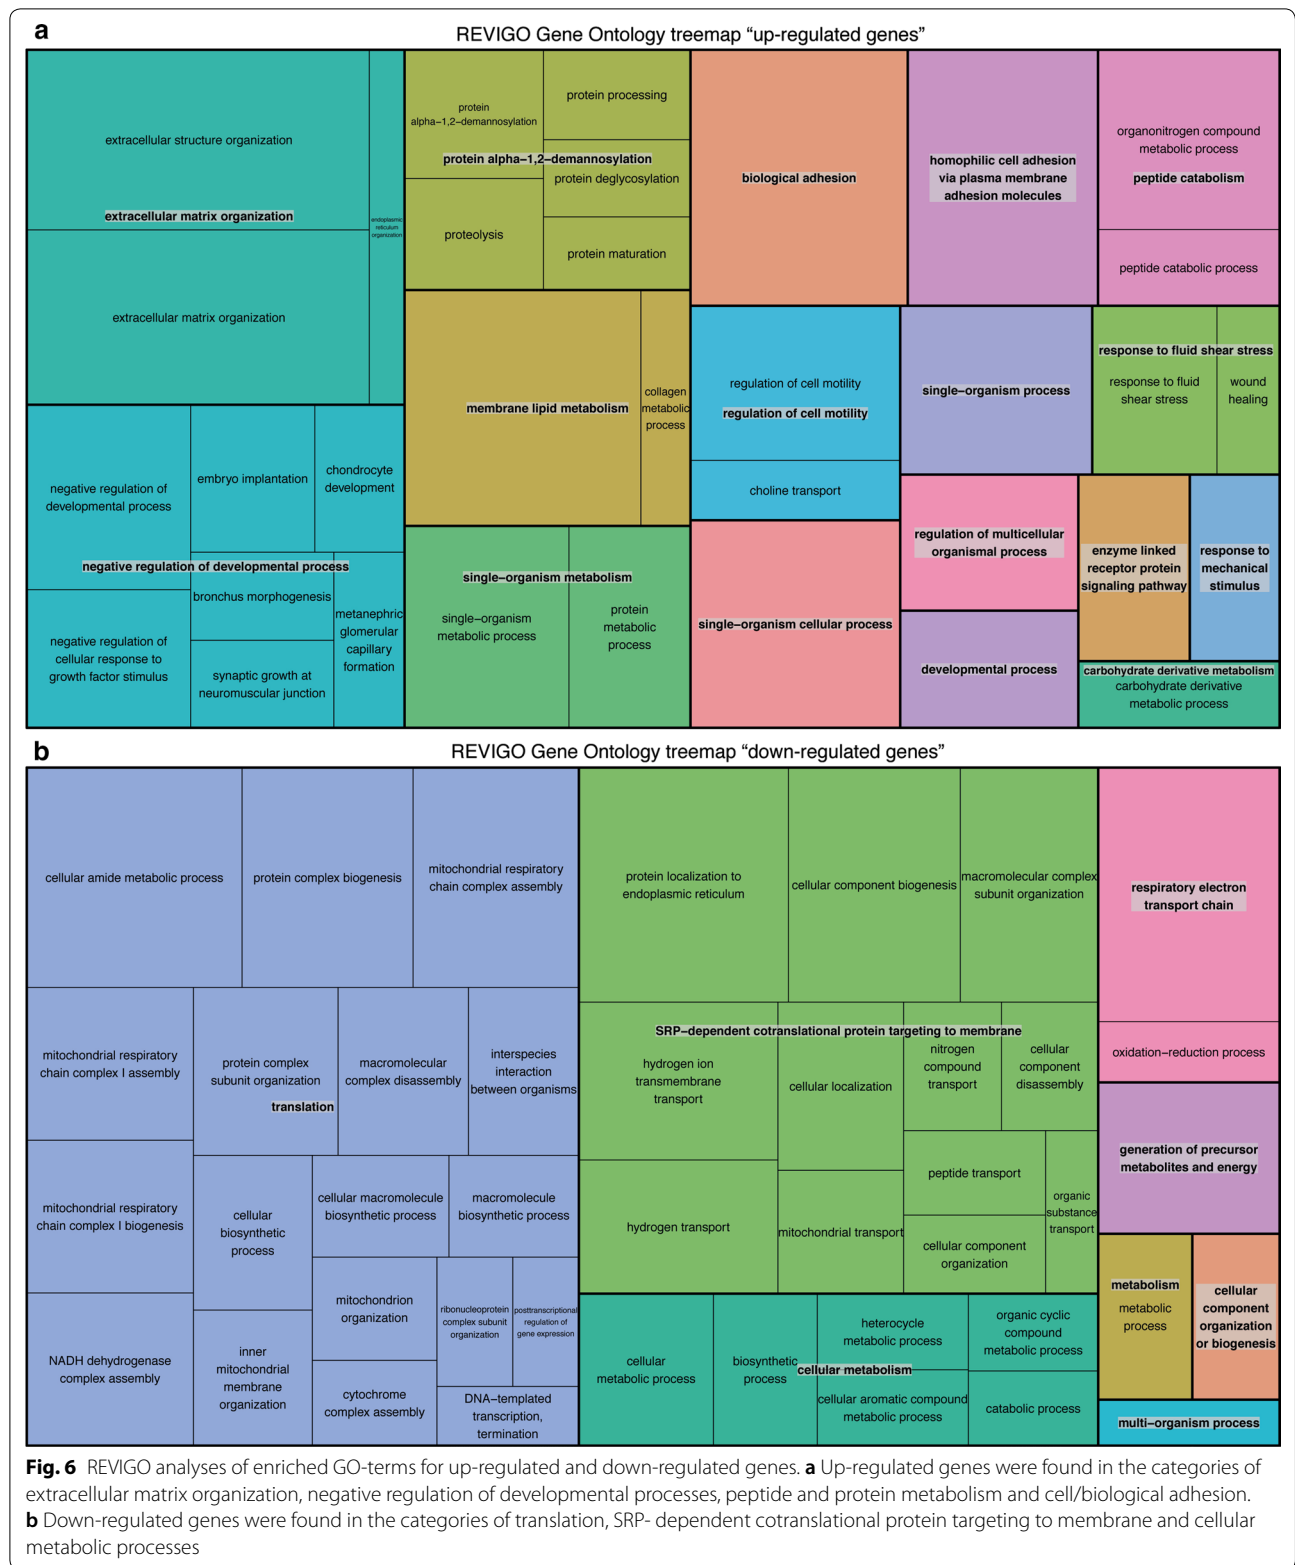 a
REVIGO Gene Ontology treemap “up-regulated genes”
extracellular structure organization
extracellular matrix organization
extracellular matrix organization
endoplasmic
reticulum
organization
negative regulation of
developmental process
embryo implantation
chondrocyte
development
negative regulation of developmental process
bronchus morphogenesis
negative regulation of
cellular response to
growth factor stimulus
synaptic growth at
neuromuscular junction
metanephric
glomerular
capillary
formation
protein
alpha−1,2−demannosylation
protein processing
protein alpha−1,2−demannosylation
protein deglycosylation
proteolysis
protein maturation
membrane lipid metabolism
collagen
metabolic
process
single−organism metabolism
single−organism
metabolic process
protein
metabolic
process
biological adhesion
homophilic cell adhesion
via plasma membrane
adhesion molecules
organonitrogen compound
metabolic process
peptide catabolism
peptide catabolic process
regulation of cell motility
regulation of cell motility
choline transport
single−organism process
response to fluid shear stress
response to fluid
shear stress
wound
healing
single−organism cellular process
regulation of multicellular
organismal process
developmental process
enzyme linked
receptor protein
signaling pathway
response to
mechanical
stimulus
carbohydrate derivative metabolism
carbohydrate derivative
metabolic process
b
REVIGO Gene Ontology treemap “down-regulated genes”
cellular amide metabolic process
protein complex biogenesis
mitochondrial respiratory
chain complex assembly
mitochondrial respiratory
chain complex I assembly
protein complex
subunit organization
macromolecular
complex disassembly
interspecies
interaction
between organisms
translation
mitochondrial respiratory
chain complex I biogenesis
cellular
biosynthetic
process
cellular macromolecule
biosynthetic process
macromolecule
biosynthetic process
NADH dehydrogenase
complex assembly
inner
mitochondrial
membrane
organization
mitochondrion
organization
ribonucleoprotein
complex subunit
organization
posttranscriptional
regulation of
gene expression
cytochrome
complex assembly
DNA−templated
transcription,
termination
protein localization to
endoplasmic reticulum
cellular component biogenesis
macromolecular complex
subunit organization
SRP−dependent cotranslational protein targeting to membrane
hydrogen ion
transmembrane
transport
cellular localization
nitrogen
compound
transport
cellular
component
disassembly
hydrogen transport
mitochondrial transport
peptide transport
cellular component
organization
organic
substance
transport
cellular
metabolic process
biosynthetic
process
cellular metabolism
heterocycle
metabolic process
cellular aromatic compound
metabolic process
organic cyclic
compound
metabolic process
catabolic process
respiratory electron
transport chain
oxidation−reduction process
generation of precursor
metabolites and energy
metabolism
metabolic
process
cellular
component
organization
or biogenesis
multi−organism process
Fig. 6 REVIGO analyses of enriched GO-terms for up-regulated and down-regulated genes. a Up-regulated genes were found in the categories of
extracellular matrix organization, negative regulation of developmental processes, peptide and protein metabolism and cell/biological adhesion.
b Down-regulated genes were found in the categories of translation, SRP- dependent cotranslational protein targeting to membrane and cellular
metabolic processes